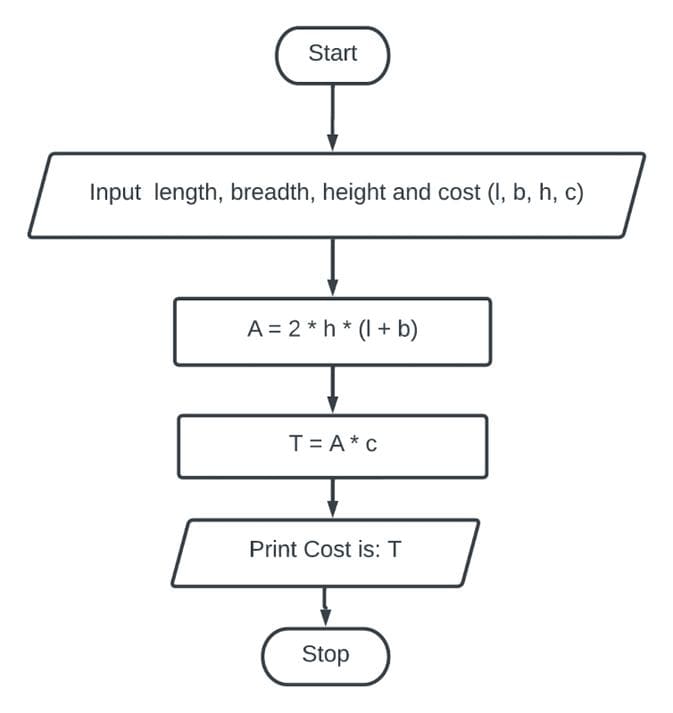 Start
Input  length, breadth, height and cost (l, b, h, c)
A = 2 * h * (l + b)
T = A * c
Print Cost is: T
Stop